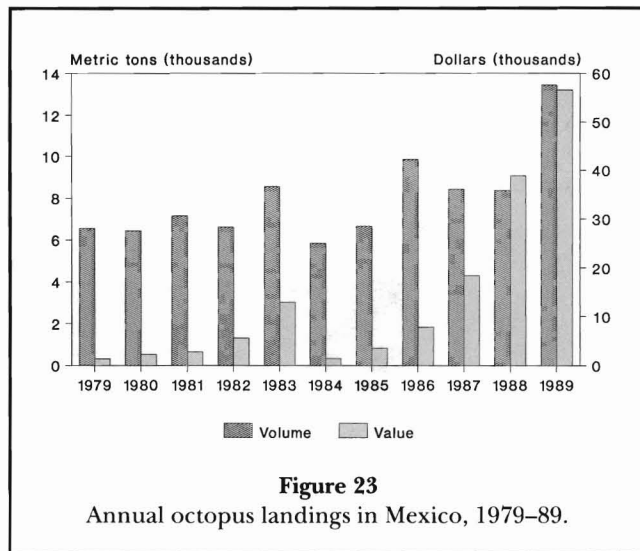 Metric tons (thousands) Dollars (thousands)
14 60
12 50
10 40
8 30
6 20
4 10
2 0
0
1979 1980 1981 1982 1983 1984 1985 1986 1987 1988 1989
Volume Value
Figure 23
Annual octopus landings in Mexico, 1979–89.